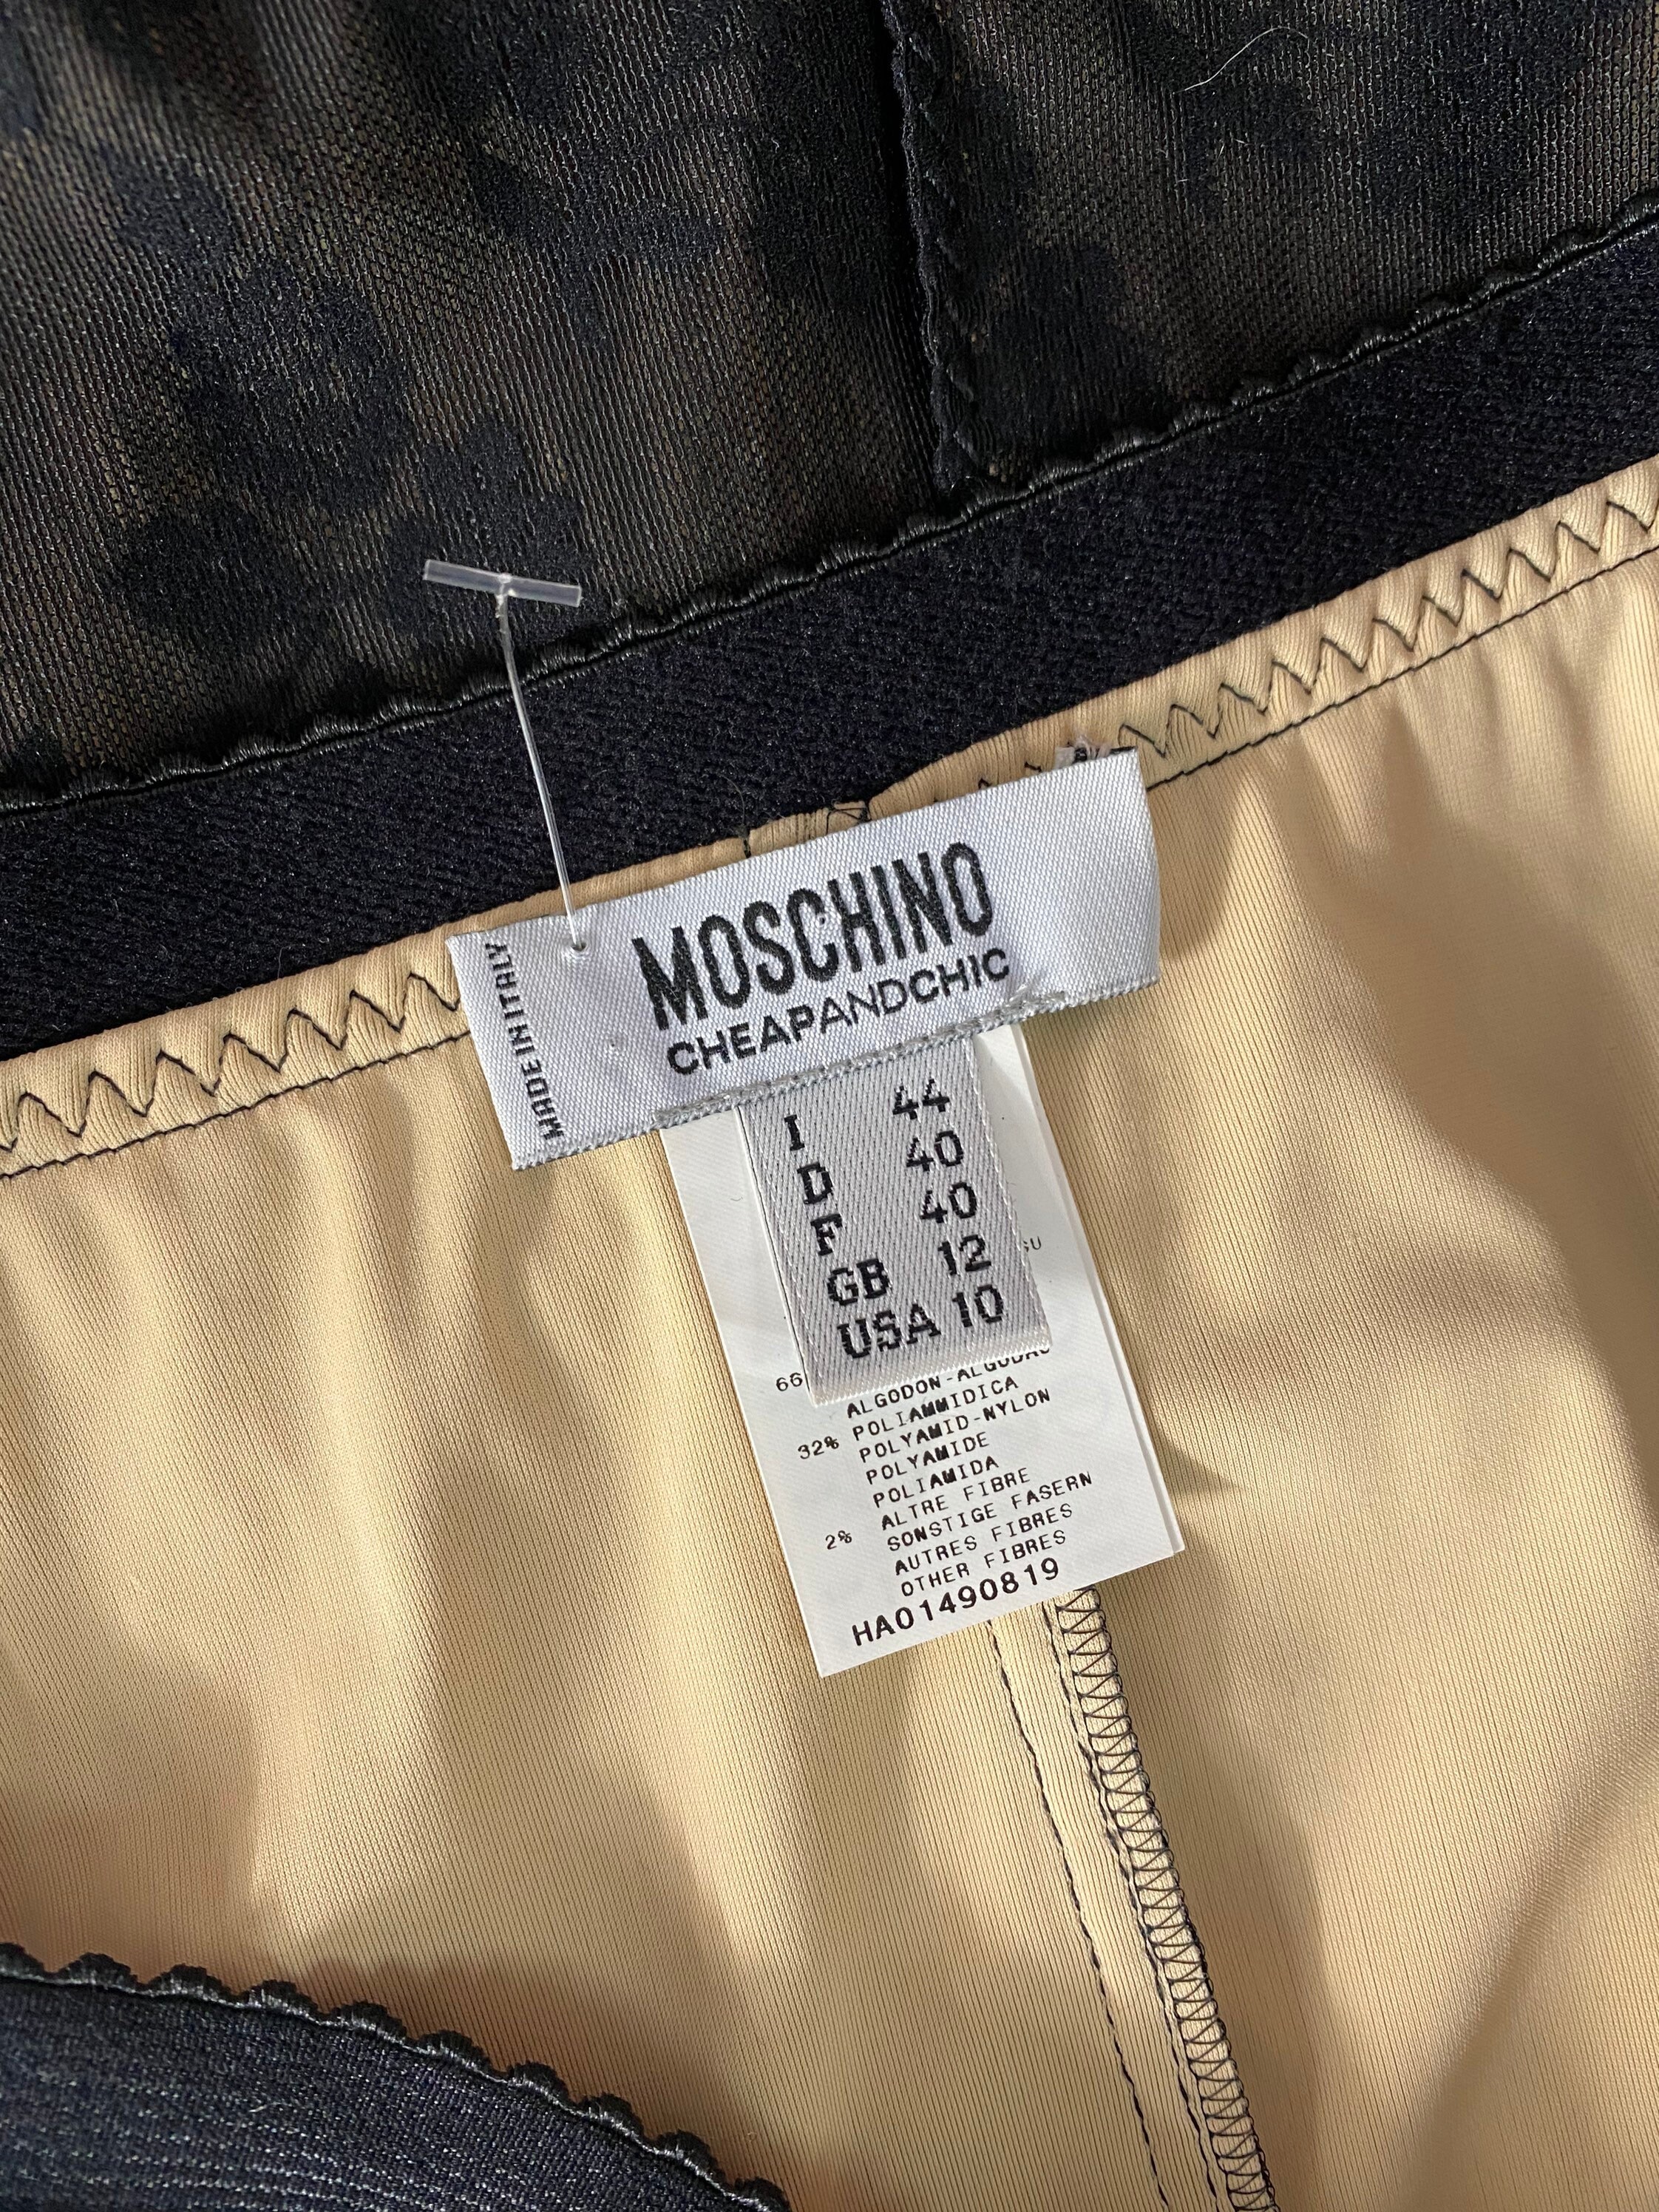 MADE IN ITALY
MOSCHINO
CHEAPANDCHIC
I 44
D 40
F 40
GB 12
USA 10
66
ALGODON-ALGODAO
32% POLIAMMIDICA
POLYAMID-NYLON
POLYAMIDE
POLIAMIDA
2% ALTRE FIBRE
SONSTIGE FASERN
AUTRES FIBRES
OTHER FIBRES
HA01490819